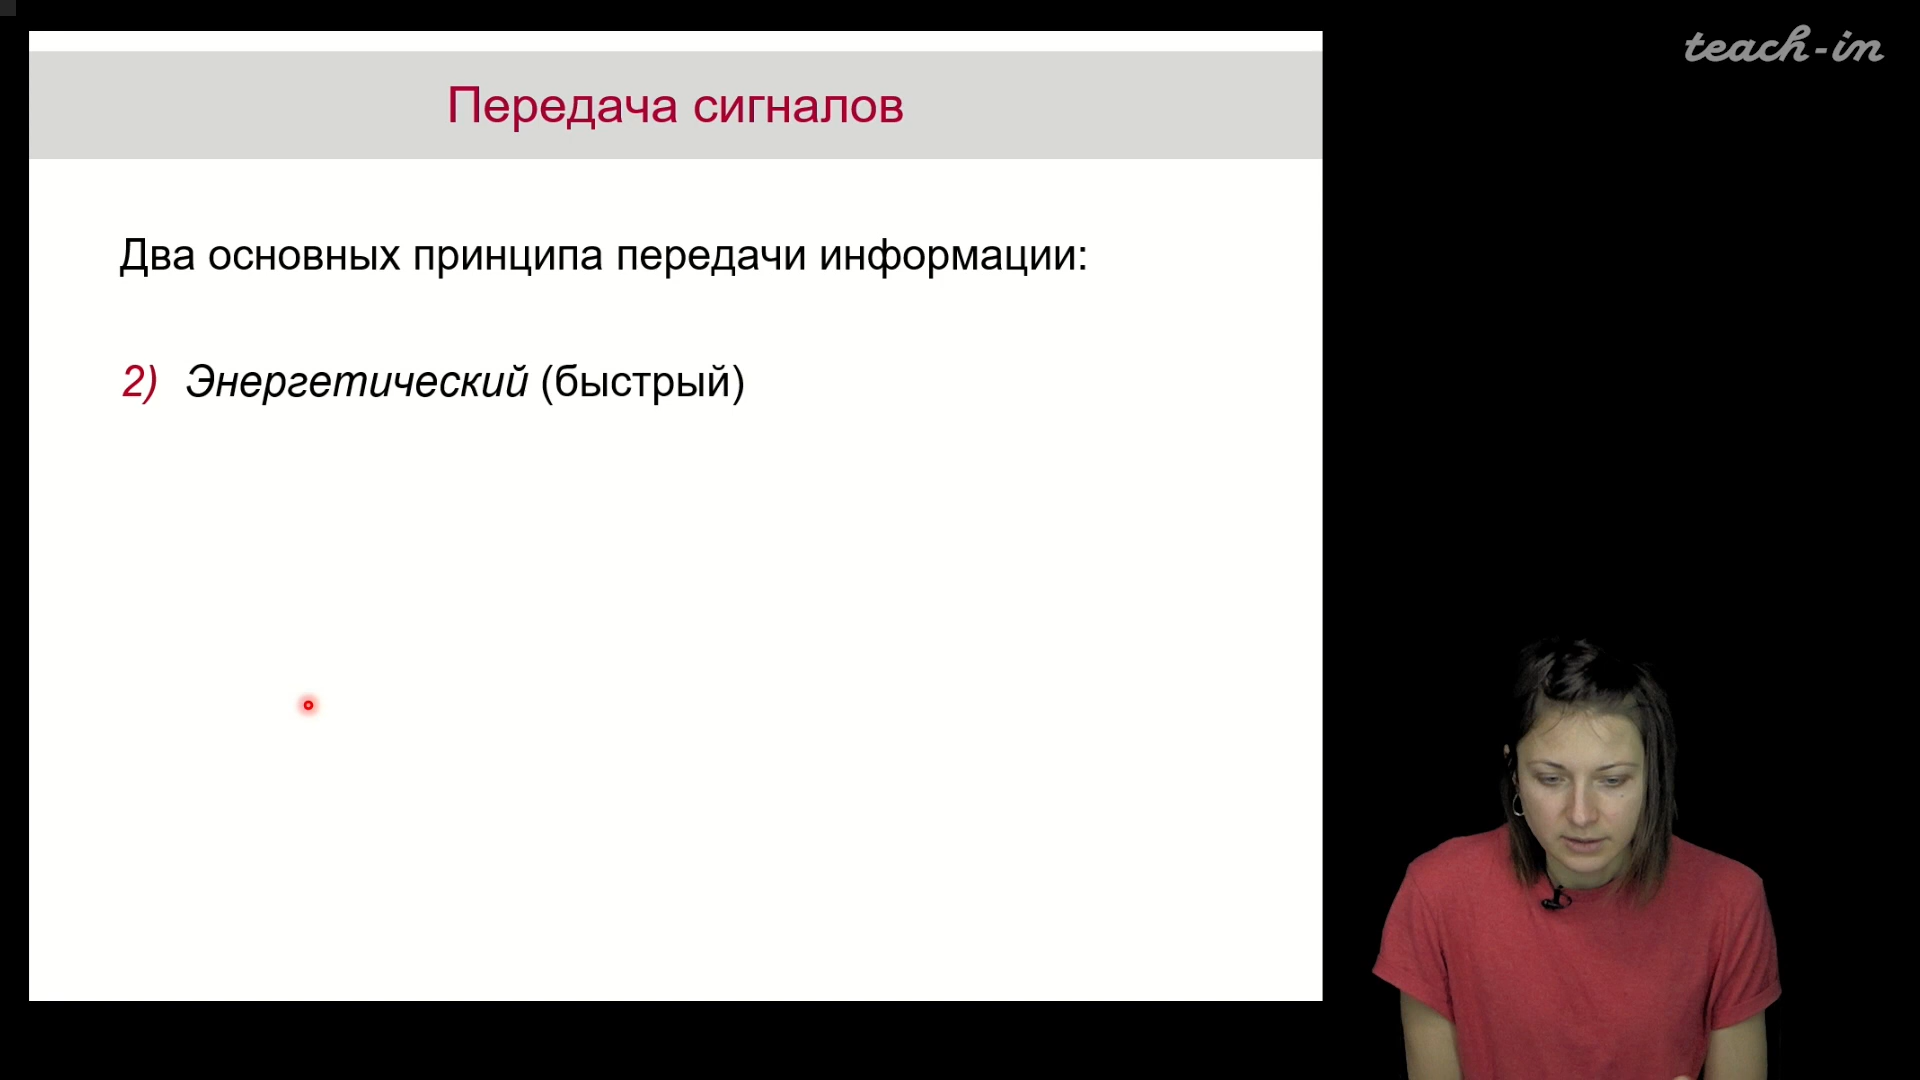 teach-in
Передача сигналов
Два основных принципа передачи информации:
2) Энергетический (быстрый)